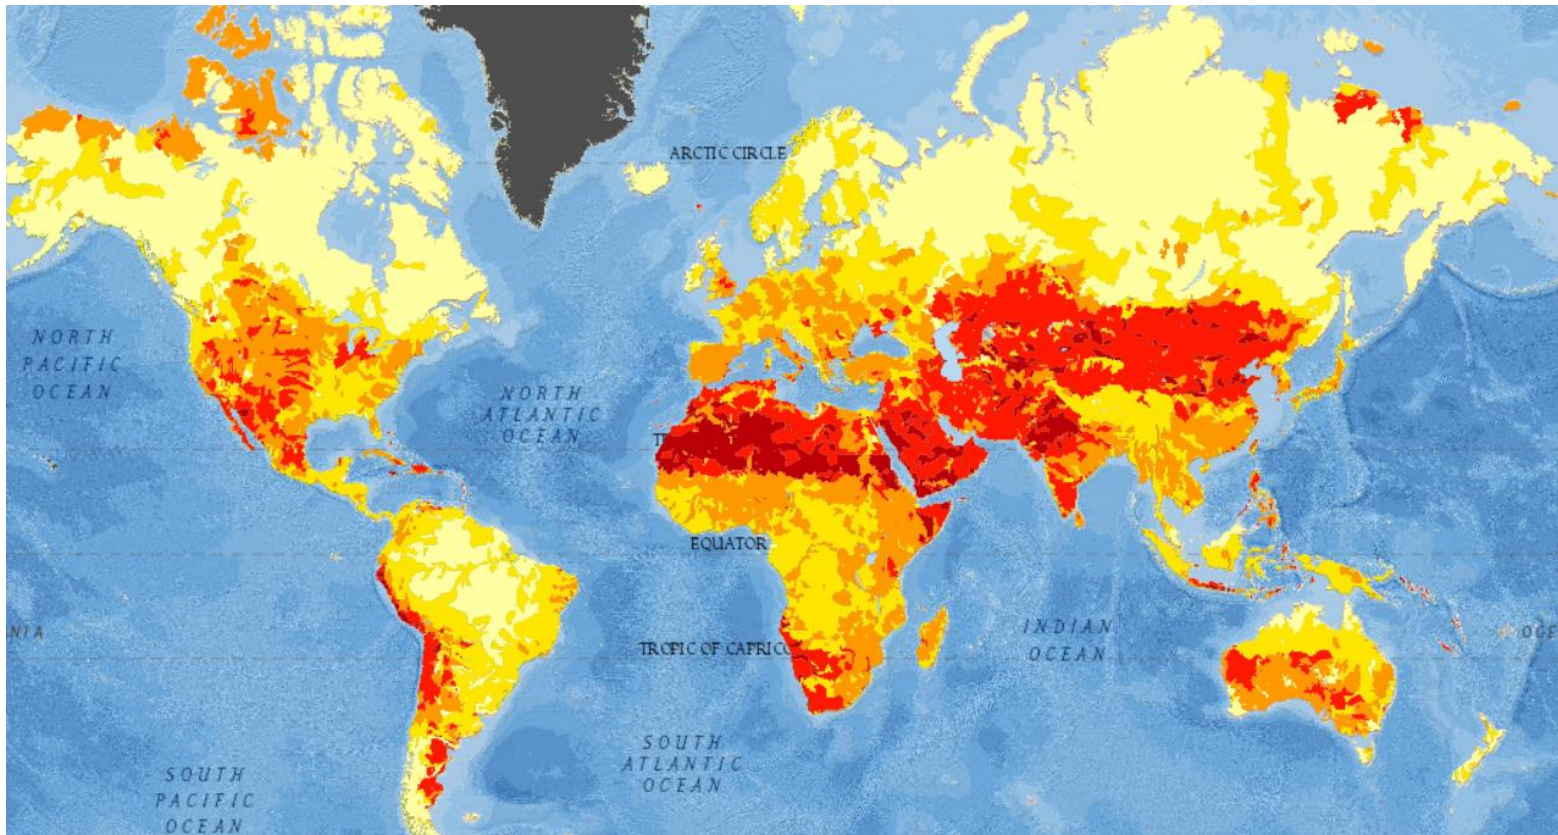 ARCTIC CIRCLE
NORTH
PACIFIC
OCEAN
NORTH
ATLANTIC
OCEAN
EQUATOR
INDIAN
OCEAN
NIA
TROPIC OF CAPRIC
SOUTH
ATLANTIC
OCEAN
SOUTH
PACIFIC
OCEAN